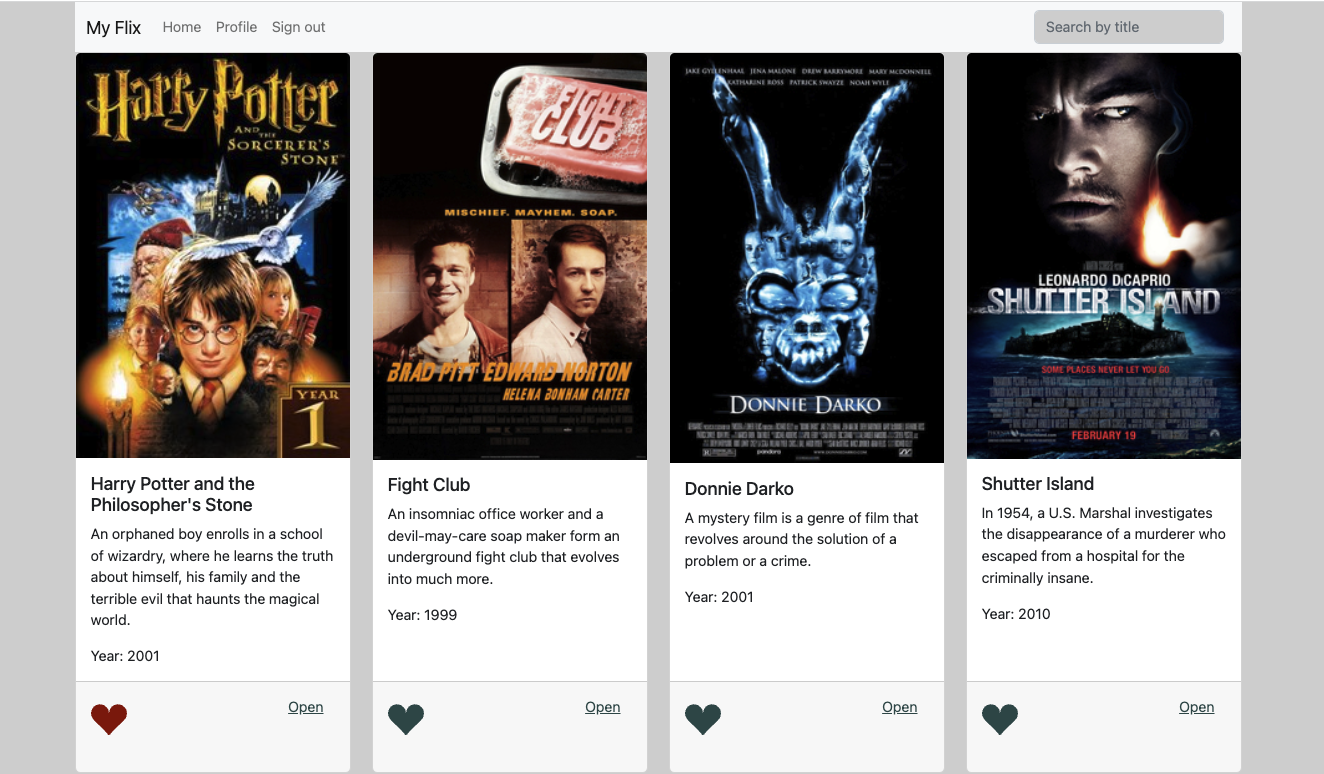 My Flix
Home
Profile
Sign out
Search by title
Harry Potter
AND THE
SORCERER'S
STONE
YEAR
1
Harry Potter and the
Philosopher's Stone
An orphaned boy enrolls in a school
of wizardry, where he learns the truth
about himself, his family and the
terrible evil that haunts the magical
world.
Year: 2001
Open
FIGHT
CLUB
MISCHIEF. MAYHEM. SOAP.
BRAD PITT EDWARD NORTON
HELENA BONHAM CARTER
Fight Club
An insomniac office worker and a
devil-may-care soap maker form an
underground fight club that evolves
into much more.
Year: 1999
Open
JAKE GYLLENHAAL JENA MALONE DREW BARRYMORE MARY MCDONNELL
KATHARINE ROSS PATRICK SWAYZE NOAH WYLE
DONNIE DARKO
Donnie Darko
A mystery film is a genre of film that
revolves around the solution of a
problem or a crime.
Year: 2001
Open
LEONARDO DiCAPRIO
SHUTTER ISLAND
SOME PLACES NEVER LET YOU GO
FEBRUARY 19
Shutter Island
In 1954, a U.S. Marshal investigates
the disappearance of a murderer who
escaped from a hospital for the
criminally insane.
Year: 2010
Open